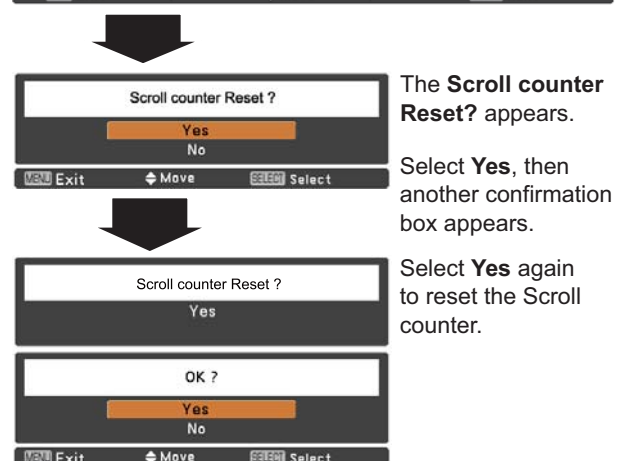 Scroll counter Reset ?
Yes
No
MENU Exit Move SELECT Select
The Scroll counter
Reset? appears.
Select Yes, then
another confirmation
box appears.
Scroll counter Reset ?
Yes
OK ?
Yes
No
MENU Exit Move SELECT Select
Select Yes again
to reset the Scroll
counter.